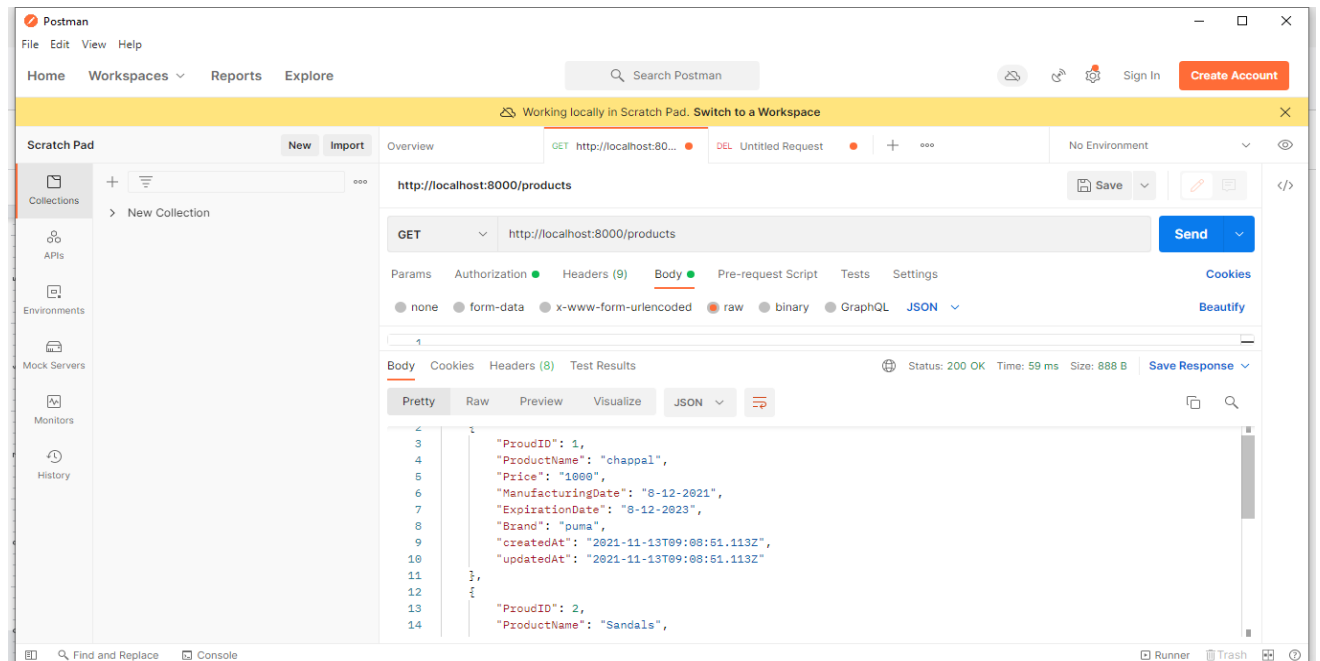 Postman
File Edit View Help
Home Workspaces Reports Explore Search Postman Sign In Create Account
Working locally in Scratch Pad. Switch to a Workspace
Scratch Pad New Import Overview GET http://localhost:80... DEL Untitled Request No Environment
Collections
New Collection
APIs
Environments
Mock Servers
Monitors
History
http://localhost:8000/products Save
GET http://localhost:8000/products Send
Params Authorization Headers (9) Body Pre-request Script Tests Settings Cookies
none form-data x-www-form-urlencoded raw binary GraphQL JSON Beautify
1
Body Cookies Headers (8) Test Results Status: 200 OK Time: 59 ms Size: 888 B Save Response
Pretty Raw Preview Visualize JSON
2 {
3 "ProudID": 1,
4 "ProductName": "chappal",
5 "Price": "1000",
6 "ManufacturingDate": "8-12-2021",
7 "ExpirationDate": "8-12-2023",
8 "Brand": "puma",
9 "createdAt": "2021-11-13T09:08:51.113Z",
10 "updatedAt": "2021-11-13T09:08:51.113Z"
11 },
12 {
13 "ProudID": 2,
14 "ProductName": "Sandals",
Find and Replace Console Runner Trash